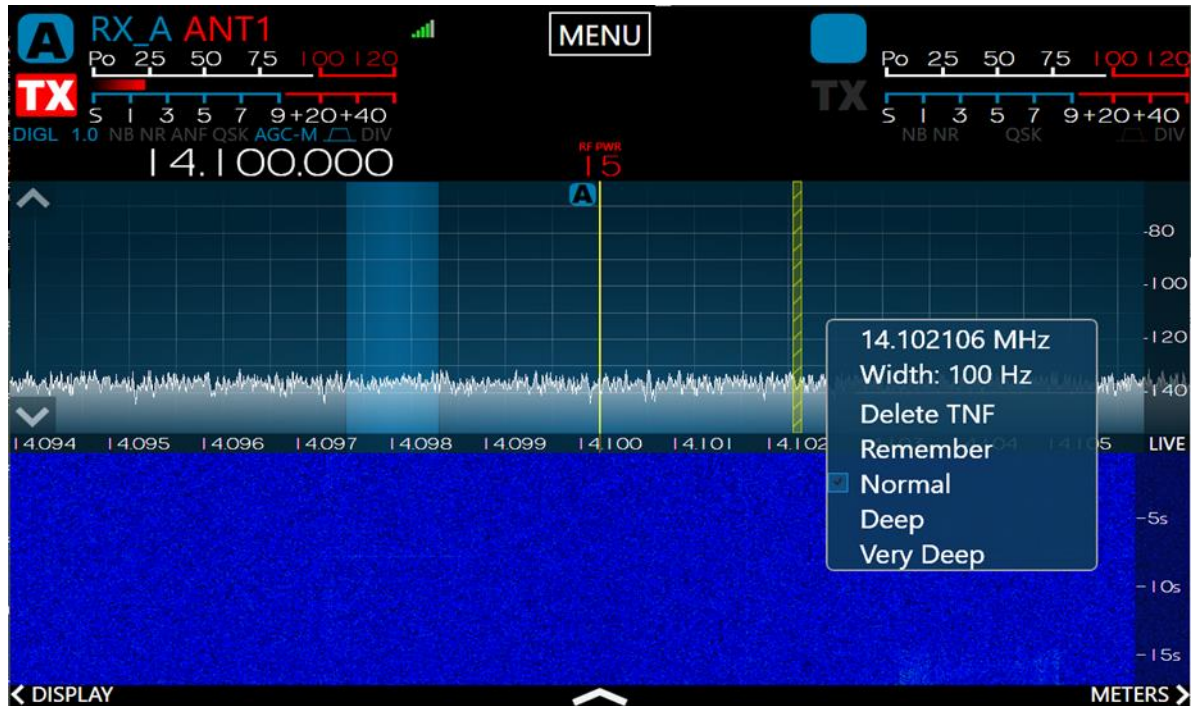 A RX_A ANT1
MENU
Po 25 50 75 100 120
Po 25 50 75 100 120
TX
TX
S 1 3 5 7 9+20+40
S 1 3 5 7 9+20+40
DIGL 1.0 NB NR ANF QSK AGC-M DIV
NB NR QSK DIV
14.100.000
RF PWR
15
A
-80
-100
-120
-140
14.102106 MHz
Width: 100 Hz
Delete TNF
Remember
Normal
Deep
Very Deep
14.094 14.095 14.096 14.097 14.098 14.099 14.100 14.101 14.102 LIVE
-5s
-10s
-15s
DISPLAY
METERS